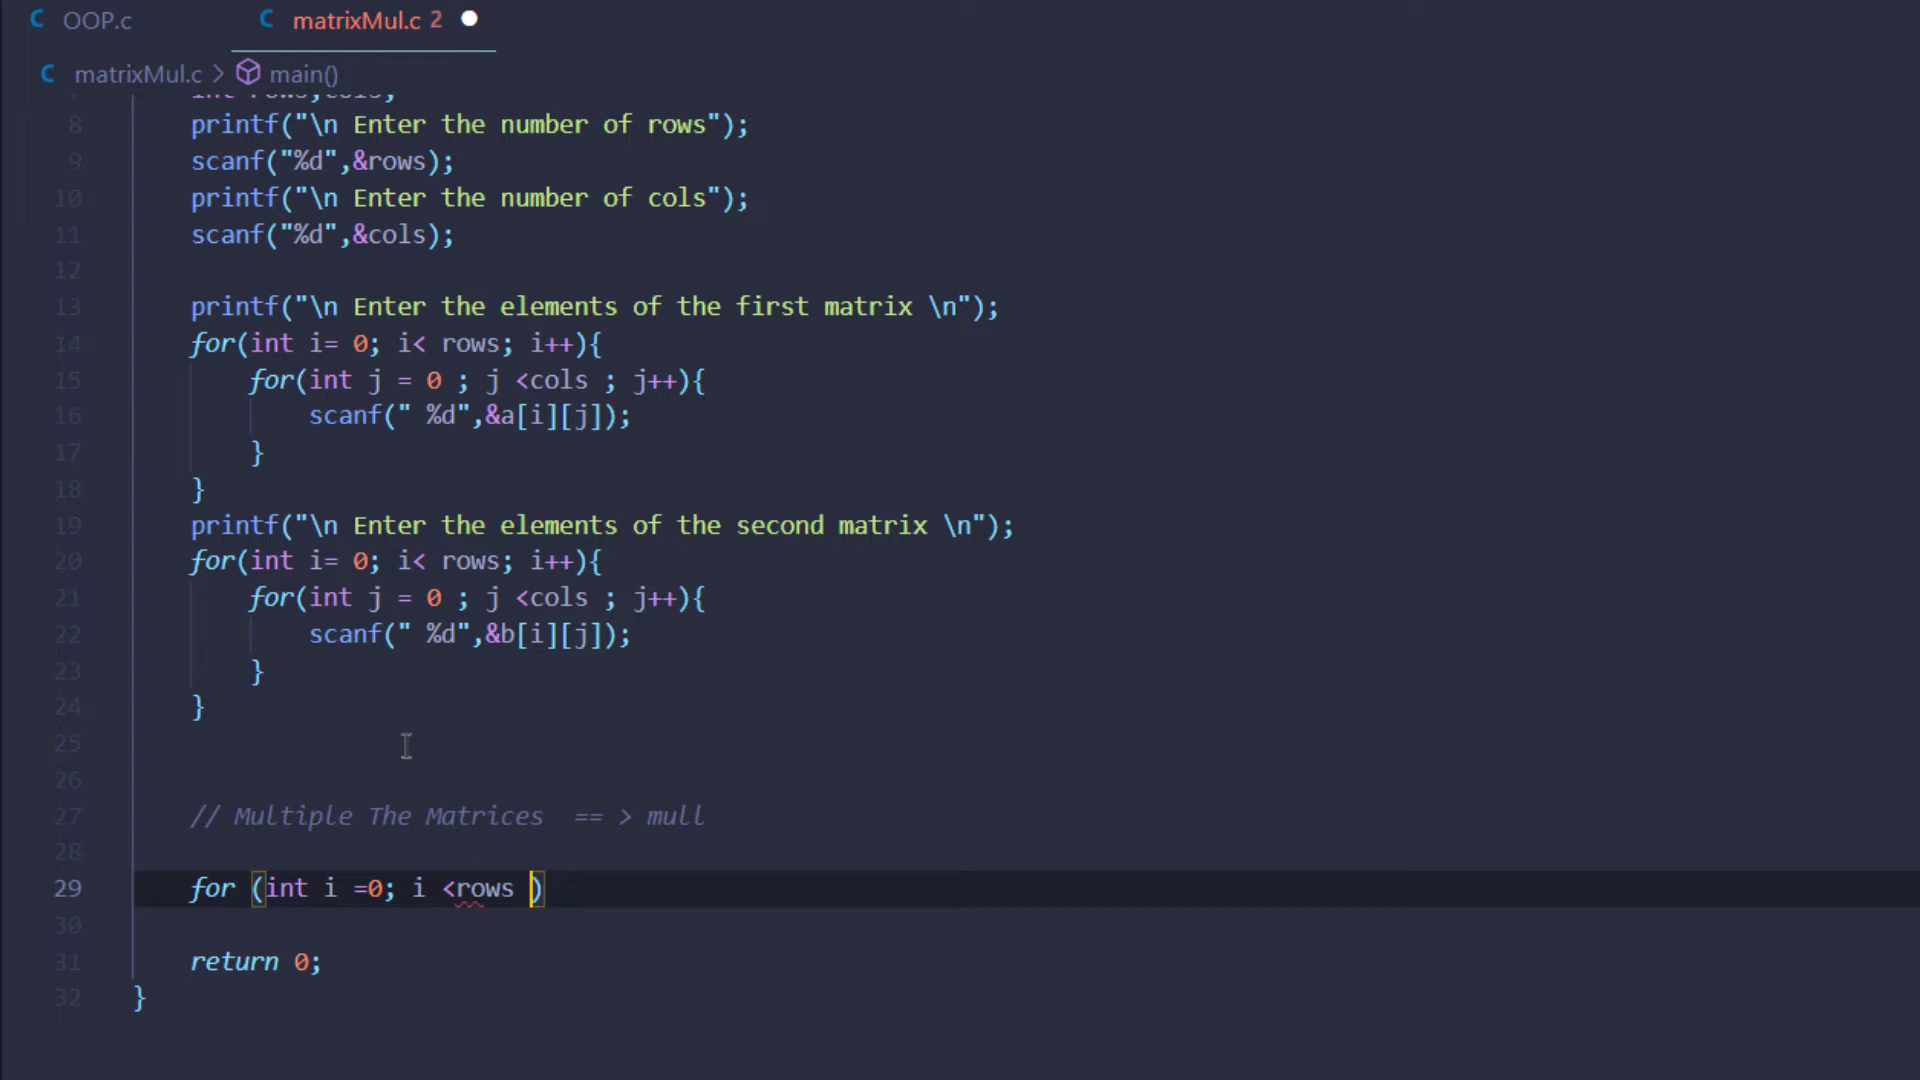 OOP.c
matrixMul.c 2
matrixMul.c > main()
int rows,cols;
8 printf("\n Enter the number of rows");
9 scanf("%d",&rows);
10 printf("\n Enter the number of cols");
11 scanf("%d",&cols);
12
13 printf("\n Enter the elements of the first matrix \n");
14 for(int i= 0; i< rows; i++){
15 for(int j = 0 ; j <cols ; j++){
16 scanf(" %d",&a[i][j]);
17 }
18 }
19 printf("\n Enter the elements of the second matrix \n");
20 for(int i= 0; i< rows; i++){
21 for(int j = 0 ; j <cols ; j++){
22 scanf(" %d",&b[i][j]);
23 }
24 }
25
26
27 // Multiple The Matrices  == > mull
28
29 for (int i =0; i <rows )
30
31 return 0;
32 }